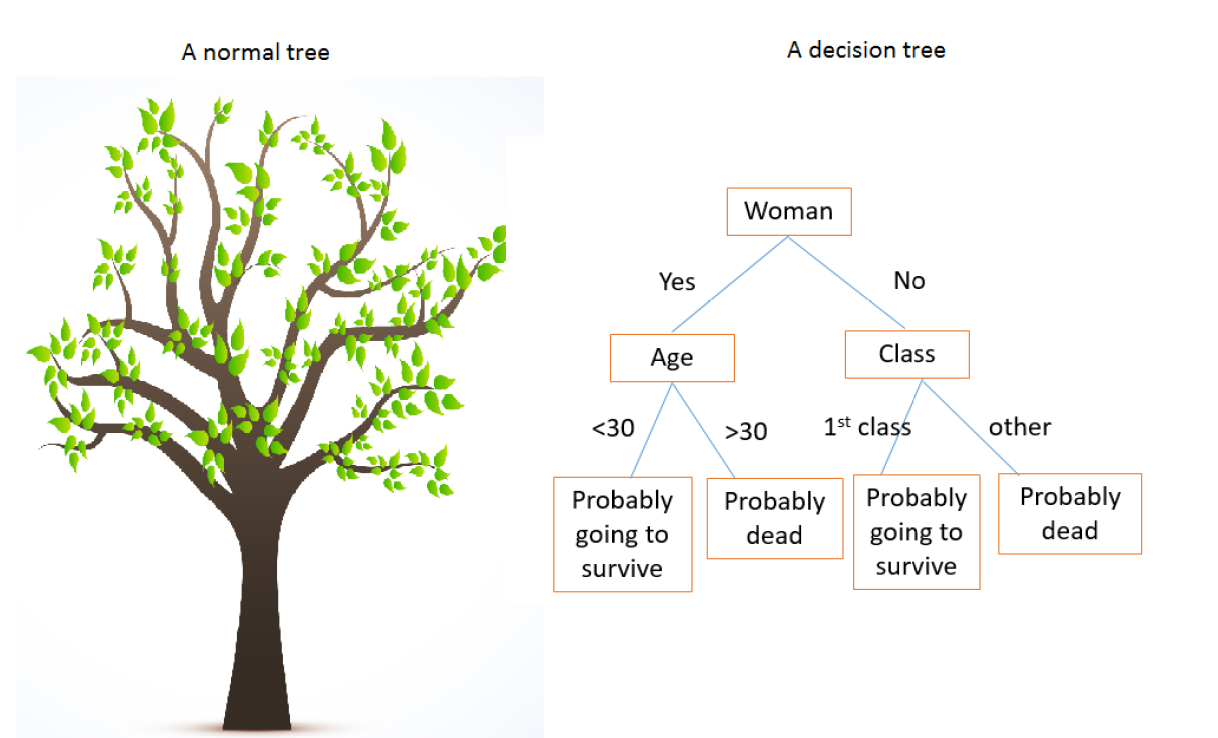 A normal tree
A decision tree
Woman
Yes
No
Age
Class
<30
>30
1st class
other
Probably
going to
survive
Probably
dead
Probably
going to
survive
Probably
dead